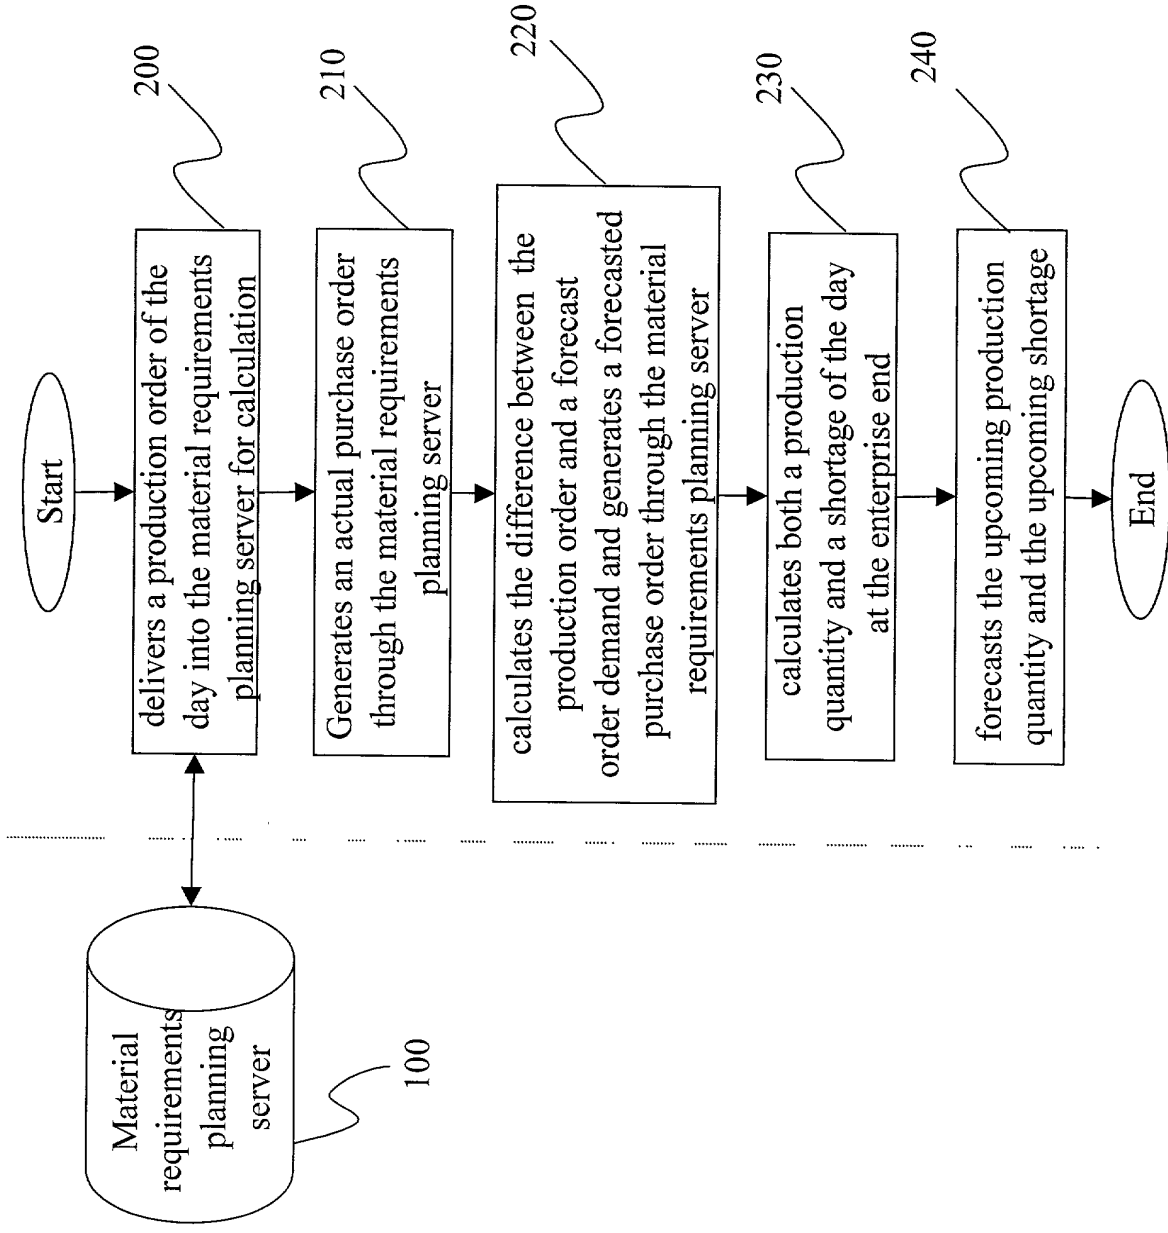 Start
200
delivers a production order of the
day into the material requirements
planning server for calculation
210
Generates an actual purchase order
through the material requirements
planning server
220
calculates the difference between the
production order and a forecast
order demand and generates a forecasted
purchase order through the material
requirements planning server
230
calculates both a production
quantity and a shortage of the day
at the enterprise end
240
forecasts the upcoming production
quantity and the upcoming shortage
End
Material
requirements
planning
server
100